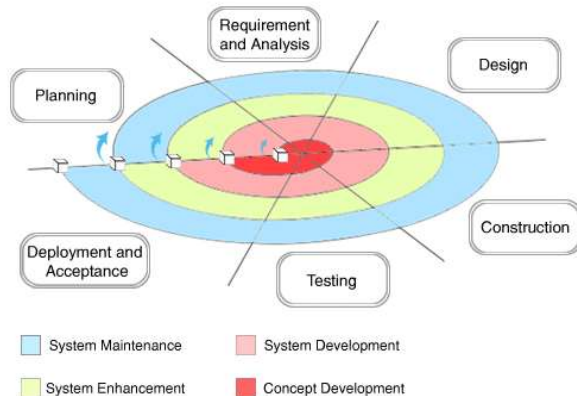 Requirement
and Analysis
Design
Planning
Construction
Deployment and
Acceptance
Testing
System Maintenance
System Development
System Enhancement
Concept Development